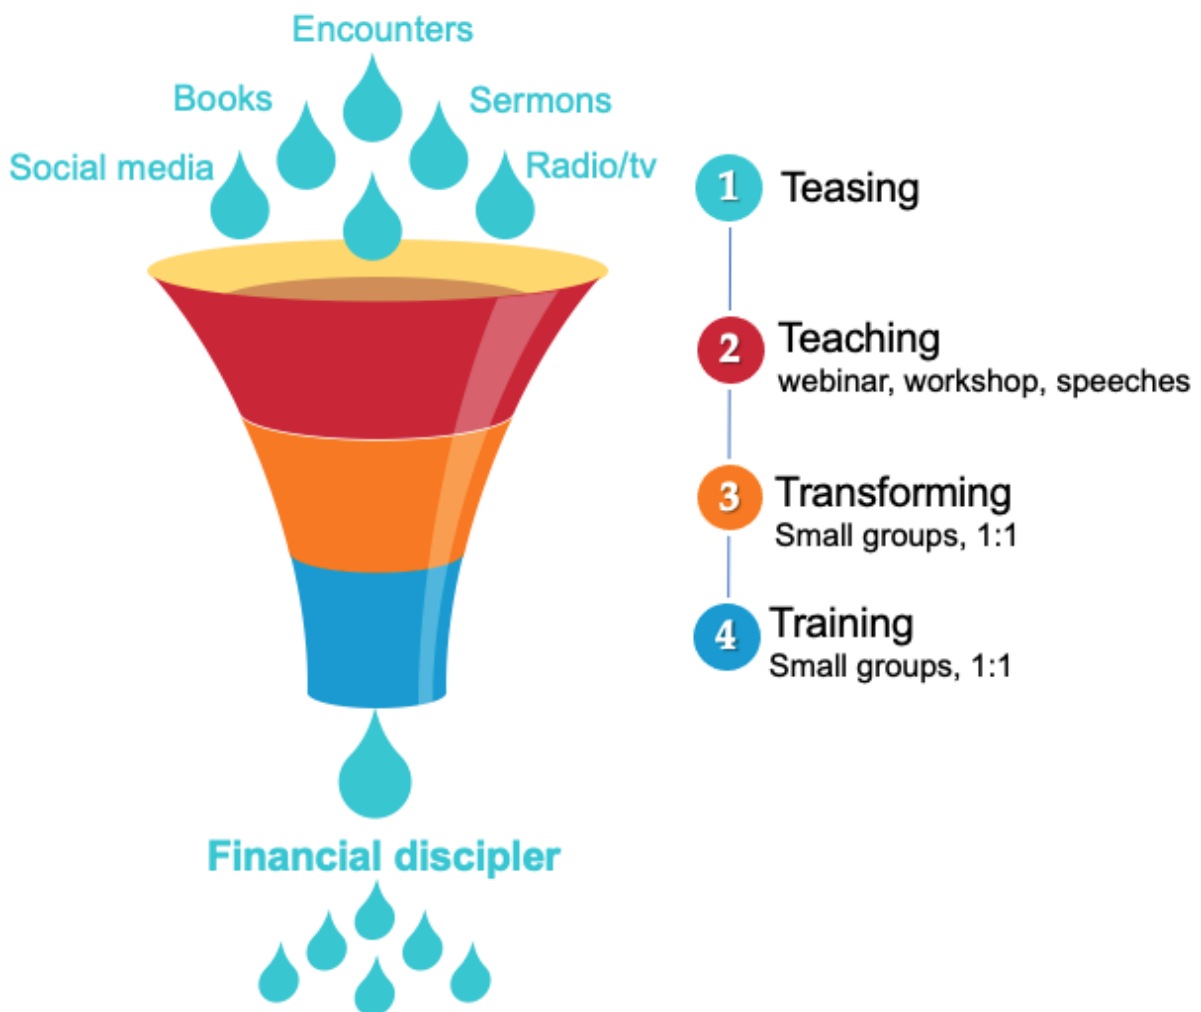 Encounters
Books
Sermons
Social media
Radio/tv
1
Teasing
2
Teaching
webinar, workshop, speeches
3
Transforming
Small groups, 1:1
4
Training
Small groups, 1:1
Financial discipler